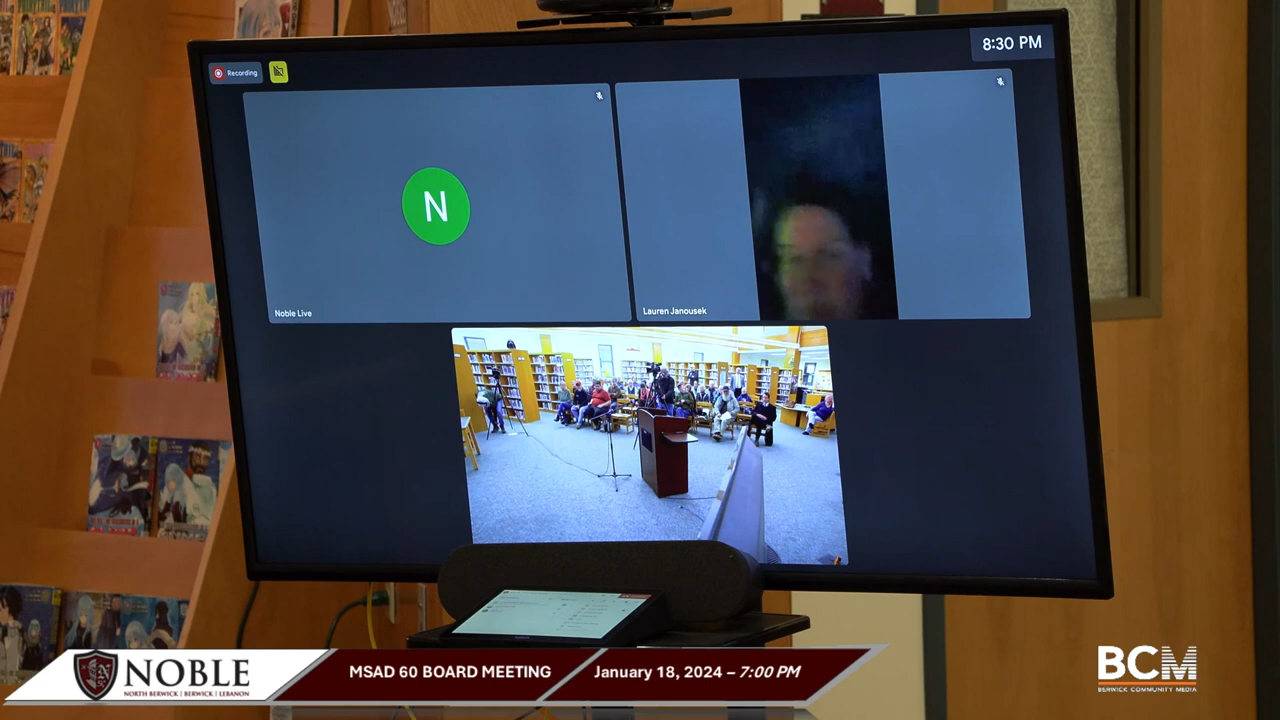 8:30 PM
Recording
N
Noble Live
Lauren Janousek
NOBLE
NORTH BERWICK | BERWICK | LEBANON
MSAD 60 BOARD MEETING
January 18, 2024 – 7:00 PM
BCM
BERWICK COMMUNITY MEDIA